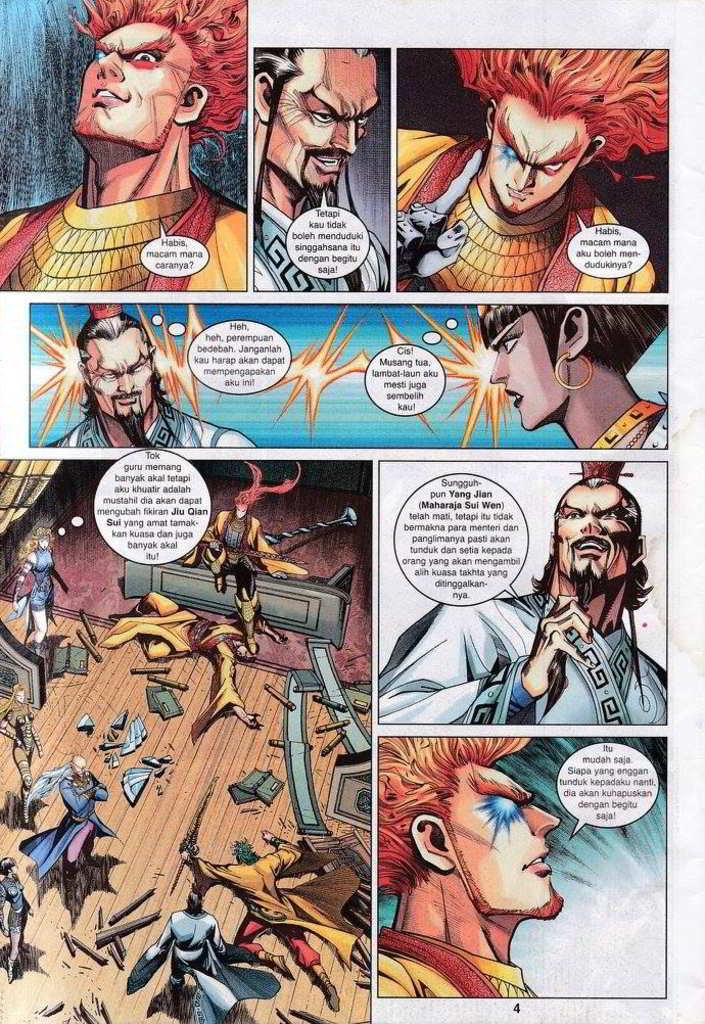 Habis,
macam mana
caranya?
Tetapi
kau tidak
boleh menduduki
singgahsana itu
dengan begitu
saja!
Habis,
macam mana
aku boleh men-
dudukinya?
Heh,
heh, perempuan
bedebah. Janganlah
kau harap akan dapat
mempengapakan
aku ini!
Cis!
Musang tua,
lambat-laun aku
mesti juga
sembelih
kau!
Tok
guru memang
banyak akal tetapi
aku khuatir adalah
mustahil dia akan dapat
mengubah fikiran Jiu Qian
Sui yang amat tamak-
kan kuasa dan juga
banyak akal
itu!
Sungguh-
pun Yang Jian
(Maharaja Sui Wen)
telah mati, tetapi itu tidak
bermakna para menteri dan
panglimanya pasti akan
tunduk dan setia kepada
orang yang akan mengambil
alih kuasa takhta yang
ditinggalkan-
nya.
Itu
mudah saja.
Siapa yang enggan
tunduk kepadaku nanti,
dia akan kuhapuskan
dengan begitu
saja!
4